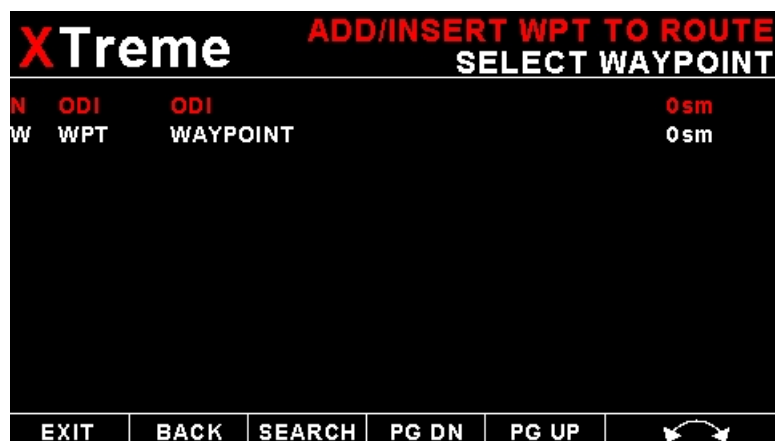 XTreme
ADD/INSERT WPT TO ROUTE
SELECT WAYPOINT
N ODI ODI 0sm
W WPT WAYPOINT 0sm
EXIT BACK SEARCH PG DN PG UP